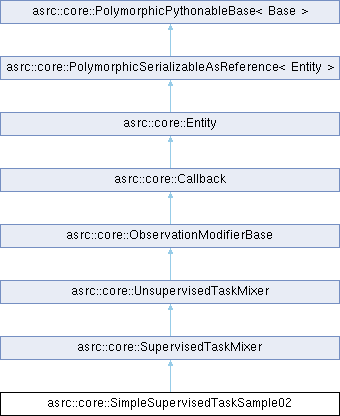 asrc::core::PolymorphicPythonableBase< Base >
asrc::core::PolymorphicSerializableAsReference< Entity >
asrc::core::Entity
asrc::core::Callback
asrc::core::ObservationModifierBase
asrc::core::UnsupervisedTaskMixer
asrc::core::SupervisedTaskMixer
asrc::core::SimpleSupervisedTaskSample02